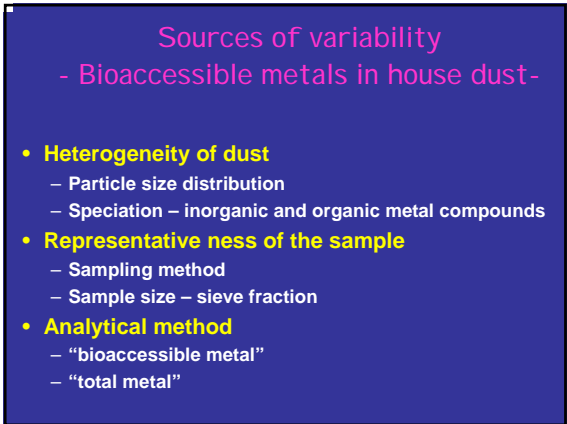 Sources of variability
- Bioaccessible metals in house dust-
• Heterogeneity of dust
– Particle size distribution
– Speciation – inorganic and organic metal compounds
• Representative ness of the sample
– Sampling method
– Sample size – sieve fraction
• Analytical method
– “bioaccessible metal”
– “total metal”